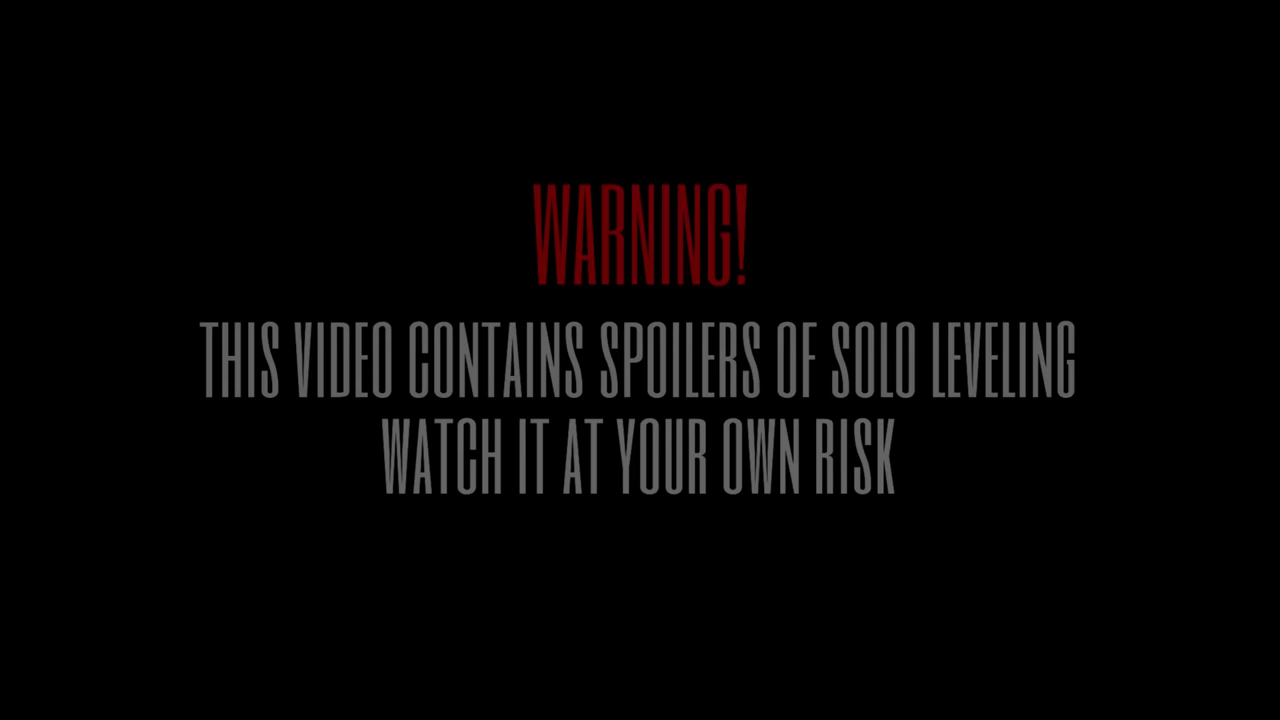 WARNING!
THIS VIDEO CONTAINS SPOILERS OF SOLO LEVELING
WATCH IT AT YOUR OWN RISK